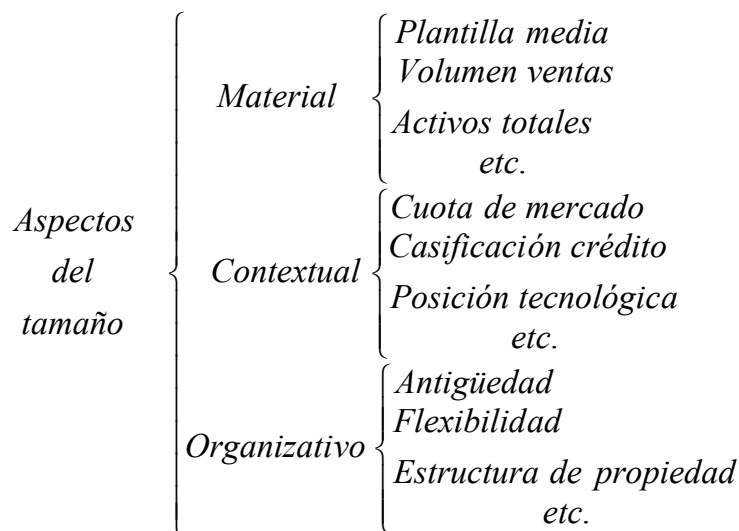 Aspectos
del
tamaño
Material
Plantilla media
Volumen ventas
Activos totales
etc.
Contextual
Cuota de mercado
Casificación crédito
Posición tecnológica
etc.
Organizativo
Antigüedad
Flexibilidad
Estructura de propiedad
etc.